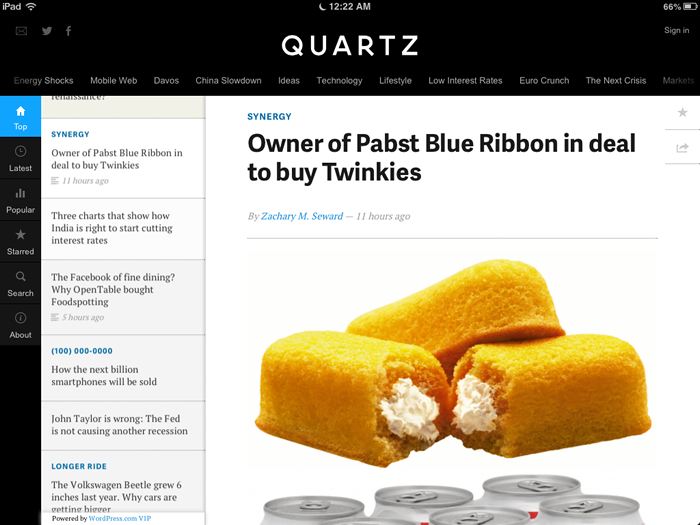 iPad
12:22 AM
66%
Sign in
QUARTZ
Energy Shocks Mobile Web Davos China Slowdown Ideas Technology Lifestyle Low Interest Rates Euro Crunch The Next Crisis Markets
Top
Latest
Popular
Starred
Search
About
renaissance?
SYNERGY
Owner of Pabst Blue Ribbon in
deal to buy Twinkies
11 hours ago
Three charts that show how
India is right to start cutting
interest rates
The Facebook of fine dining?
Why OpenTable bought
Foodspotting
5 hours ago
(100) 000-0000
How the next billion
smartphones will be sold
John Taylor is wrong: The Fed
is not causing another recession
LONGER RIDE
The Volkswagen Beetle grew 6
inches last year. Why cars are
getting bigger
Powered by WordPress.com VIP
SYNERGY
Owner of Pabst Blue Ribbon in deal
to buy Twinkies
By Zachary M. Seward — 11 hours ago